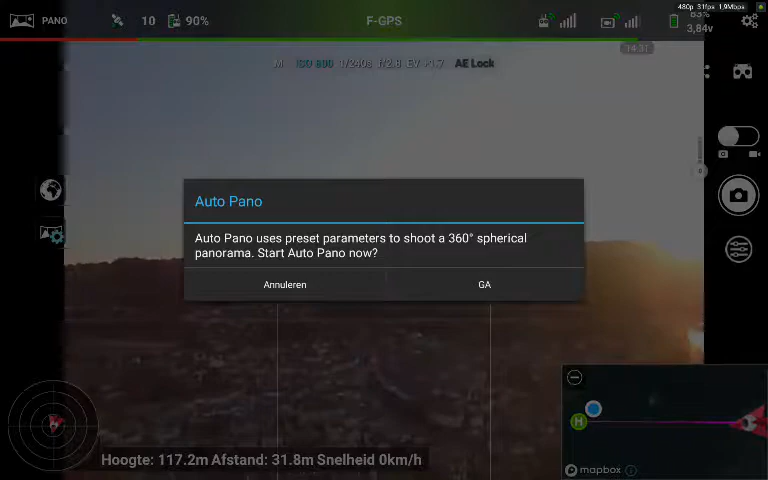 480p 31fps 1,9Mbps
PANO
10
90%
F-GPS
83%
3,84v
14:31
M ISO 800 1/240s f:2.8 EV +1.7 AE Lock
Auto Pano
Auto Pano uses preset parameters to shoot a 360° spherical
panorama. Start Auto Pano now?
Annuleren
GA
H
Hoogte: 117.2m Afstand: 31.8m Snelheid 0km/h
mapbox